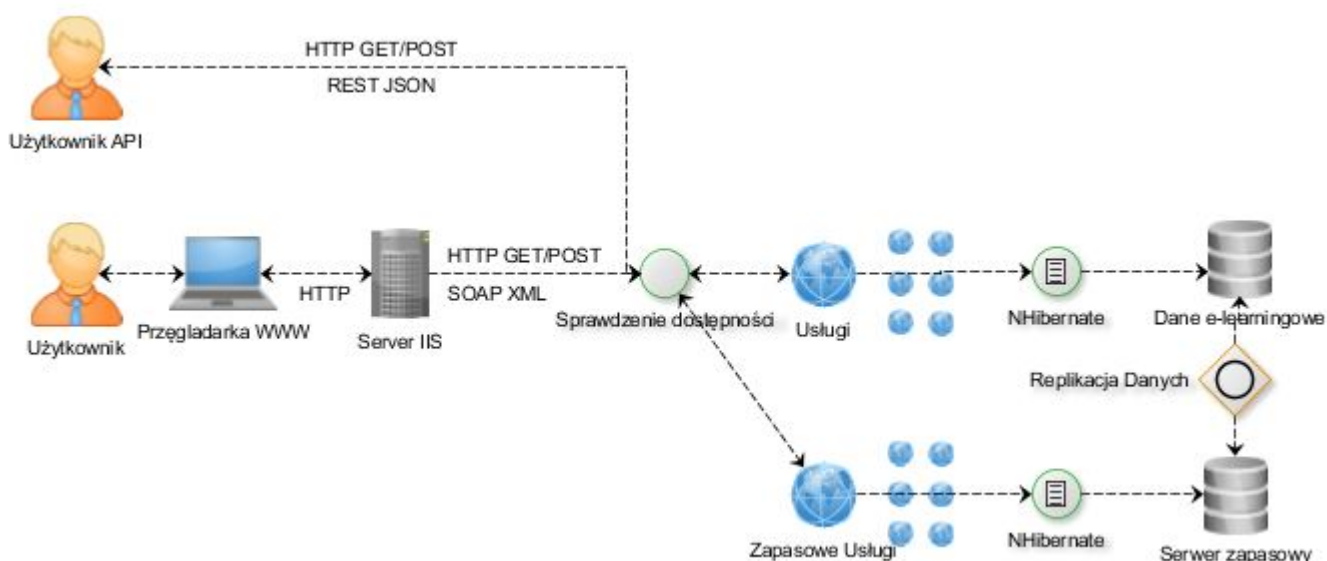 HTTP GET/POST
REST JSON
Użytkownik API
HTTP GET/POST
HTTP
SOAP XML
Sprawdzenie dostępności
Usługi
NHibernate
Dane e-learningowe
Przęgladarka WWW
Server IIS
Użytkownik
Replikacja Danych
Zapasowe Usługi
NHibernate
Serwer zapasowy